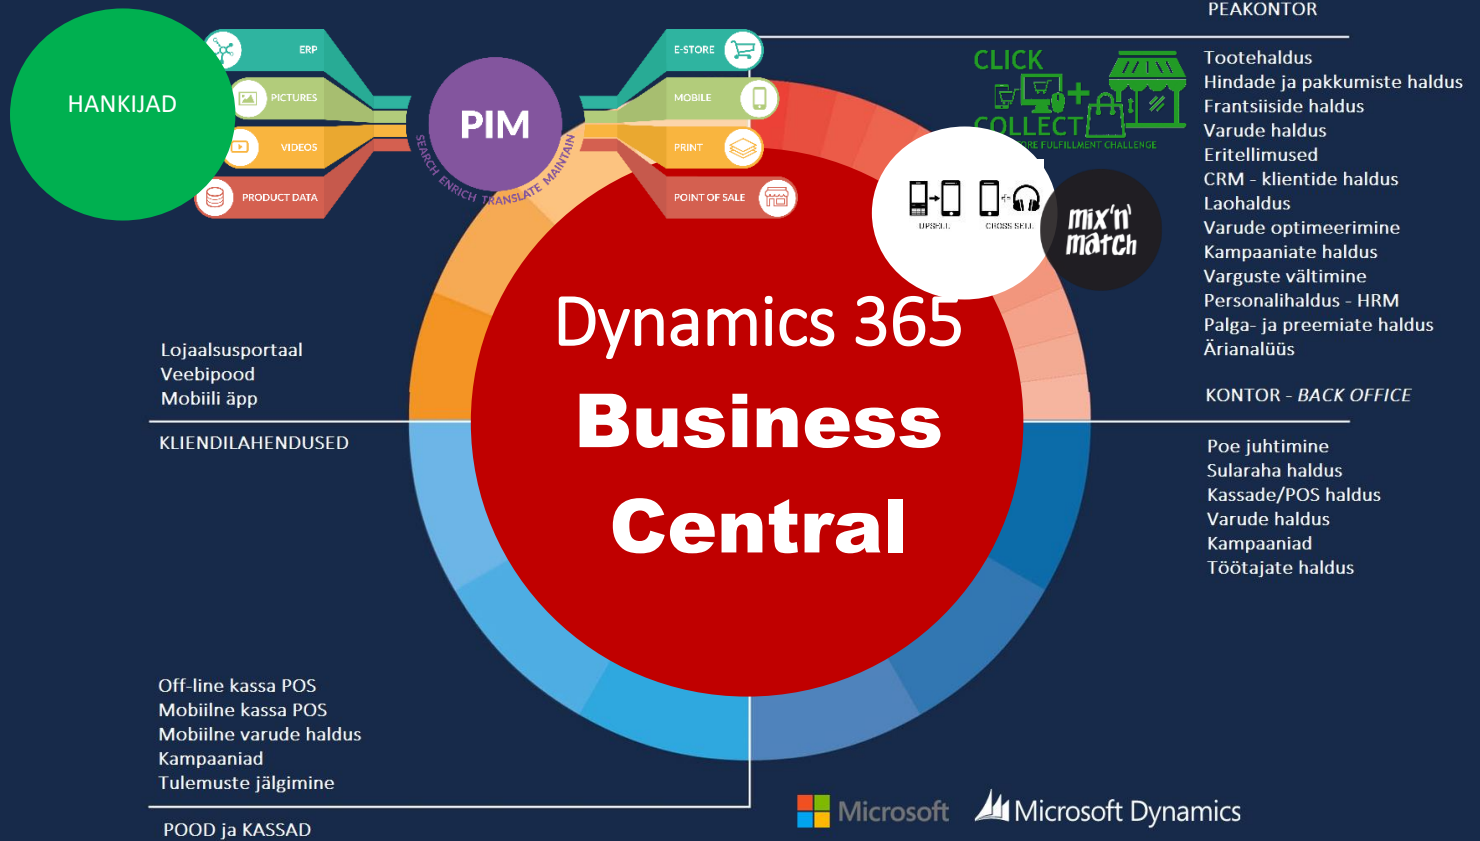 PEAKONTOR
HANKIJAD
ERP
PICTURES
VIDEOS
PRODUCT DATA
PIM
SEARCH ENRICH TRANSLATE MAINTAIN
E-STORE
MOBILE
PRINT
POINT OF SALE
CLICK
+
COLLECT
ORE FULFILLMENT CHALLENGE
UPSELL
CROSS SELL
mix'n'
match
Tootehaldus
Hindade ja pakkumiste haldus
Frantsiiside haldus
Varude haldus
Eritellimused
CRM - klientide haldus
Laohaldus
Varude optimeerimine
Kampaaniate haldus
Varguste vältimine
Personalihaldus - HRM
Palga- ja preemiate haldus
Ärianalüüs
KONTOR - BACK OFFICE
Dynamics 365
Business
Central
Lojaalsusportaal
Veebipood
Mobiili äpp
KLIENDILAHENDUSED
Poe juhtimine
Sularaha haldus
Kassade/POS haldus
Varude haldus
Kampaaniad
Töötajate haldus
Off-line kassa POS
Mobiilne kassa POS
Mobiilne varude haldus
Kampaaniad
Tulemuste jälgimine
POOD ja KASSAD
Microsoft
Microsoft Dynamics